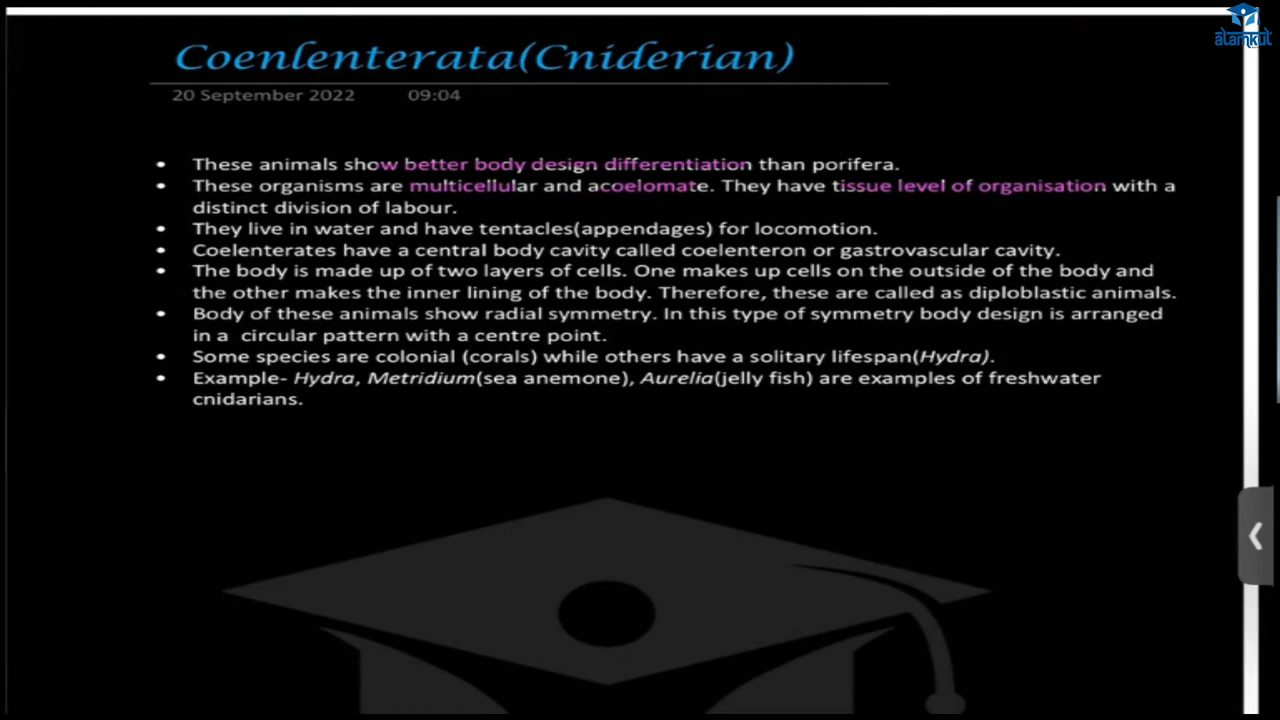 alamkul
Coenlenterata(Cniderian)
20 September 2022 09:04
• These animals show better body design differentiation than porifera.
• These organisms are multicellular and acoelomate. They have tissue level of organisation with a
distinct division of labour.
• They live in water and have tentacles(appendages) for locomotion.
• Coelenterates have a central body cavity called coelenteron or gastrovascular cavity.
• The body is made up of two layers of cells. One makes up cells on the outside of the body and
the other makes the inner lining of the body. Therefore, these are called as diploblastic animals.
• Body of these animals show radial symmetry. In this type of symmetry body design is arranged
in a circular pattern with a centre point.
• Some species are colonial (corals) while others have a solitary lifespan(Hydra).
• Example- Hydra, Metridium(sea anemone), Aurelia(jelly fish) are examples of freshwater
cnidarians.